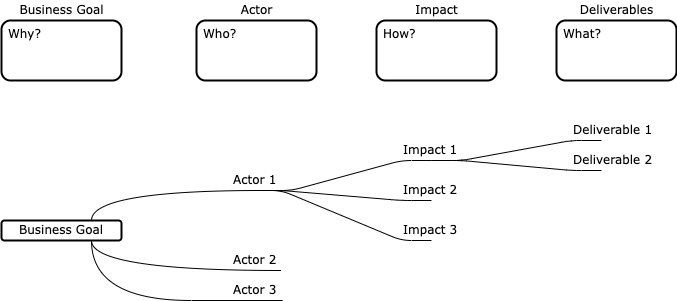 Business Goal
Actor
Impact
Deliverables
Why?
Who?
How?
What?
Deliverable 1
Impact 1
Deliverable 2
Actor 1
Impact 2
Business Goal
Impact 3
Actor 2
Actor 3